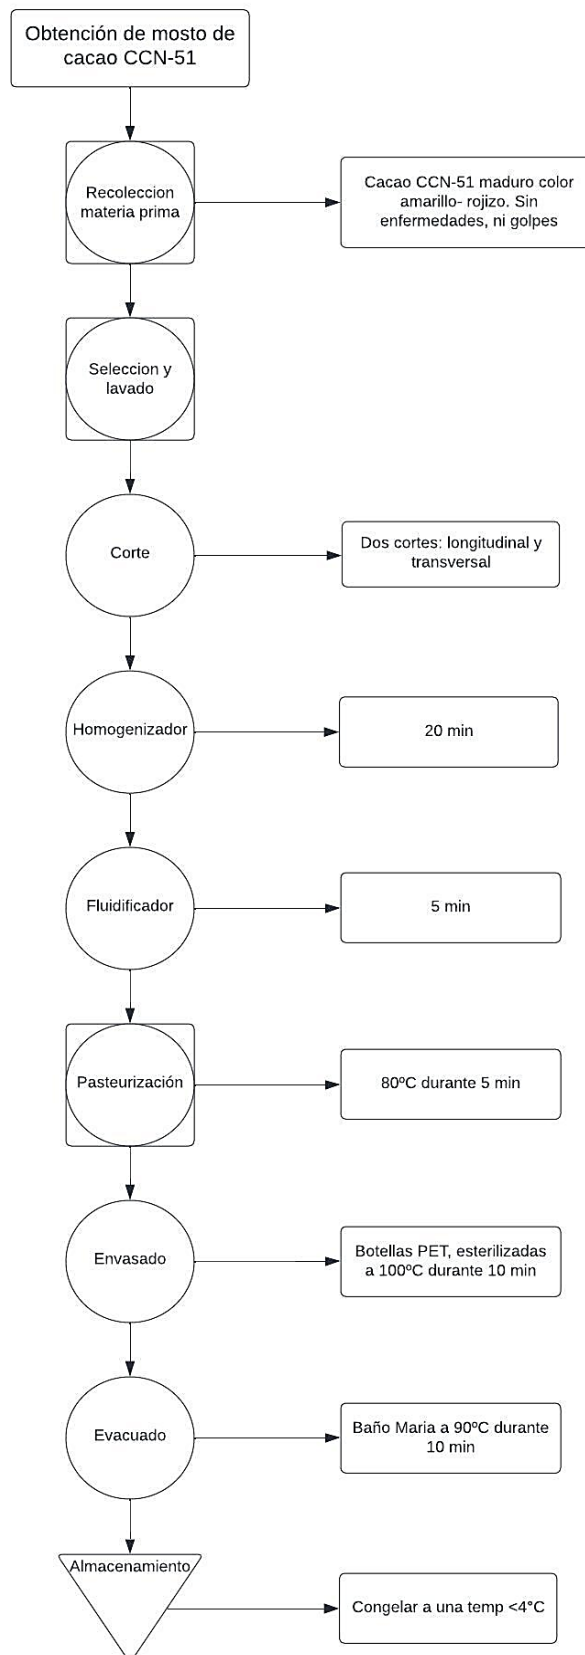 Obtención de mosto de
cacao CCN-51
Recoleccion
materia prima
Cacao CCN-51 maduro color
amarillo- rojizo. Sin
enfermedades, ni golpes
Seleccion y
lavado
Corte
Dos cortes: longitudinal y
transversal
Homogenizador
20 min
Fluidificador
5 min
Pasteurización
80ºC durante 5 min
Envasado
Botellas PET, esterilizadas
a 100ºC durante 10 min
Evacuado
Baño Maria a 90ºC durante
10 min
Almacenamiento
Congelar a una temp <4°C